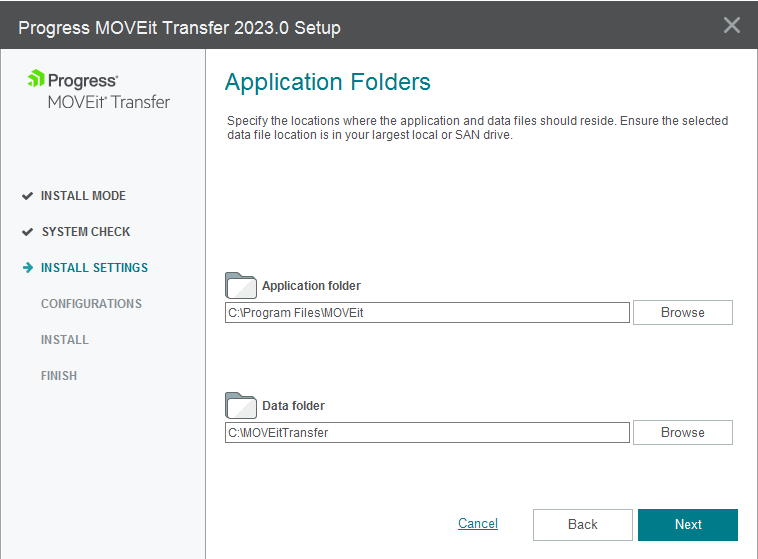 Progress MOVEit Transfer 2023.0 Setup
Progress®
MOVEit® Transfer
INSTALL MODE
SYSTEM CHECK
INSTALL SETTINGS
CONFIGURATIONS
INSTALL
FINISH
Application Folders
Specify the locations where the application and data files should reside. Ensure the selected
data file location is in your largest local or SAN drive.
Application folder
C:\Program Files\MOVEit
Browse
Data folder
C:\MOVEitTransfer
Browse
Cancel
Back
Next